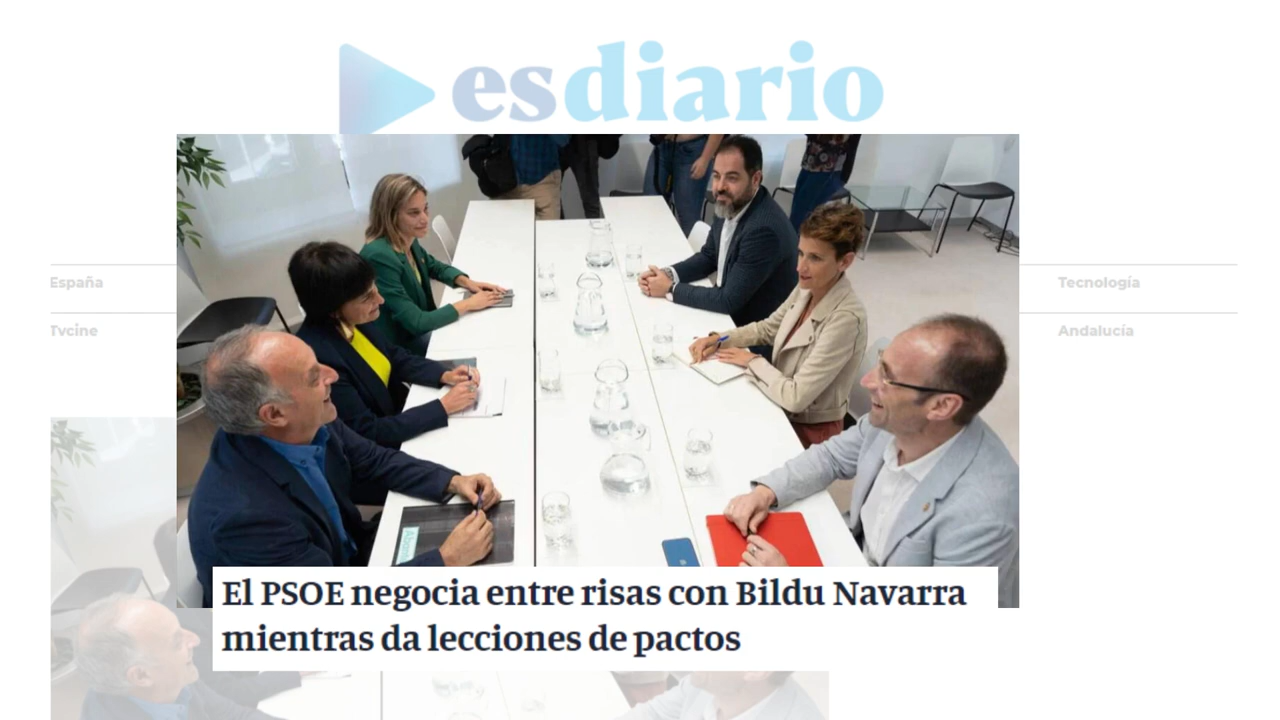 esdiario
España
Tecnología
Tvcine
Andalucía
El PSOE negocia entre risas con Bildu Navarra
mientras da lecciones de pactos